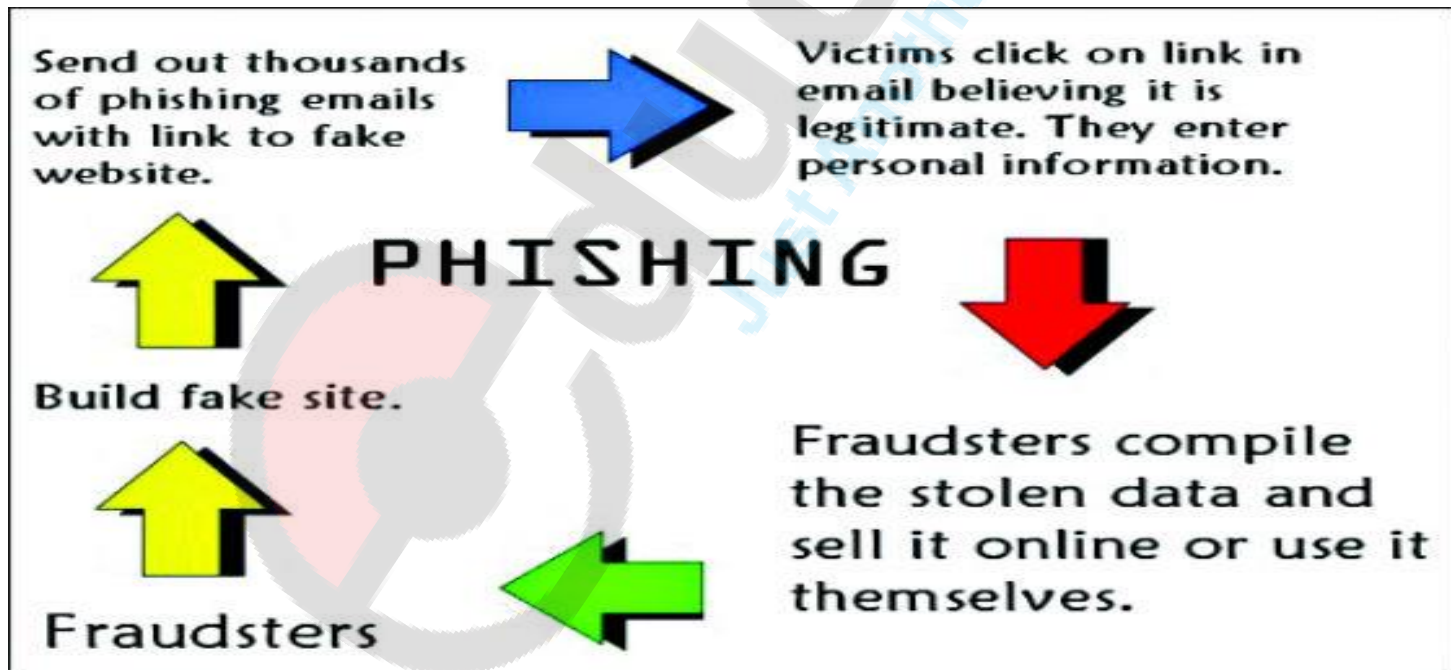 Send out thousands
of phishing emails
with link to fake
website.
Victims click on link in
email believing it is
legitimate. They enter
personal information.
PHISHING
Build fake site.
Fraudsters compile
the stolen data and
sell it online or use it
themselves.
Fraudsters
Just